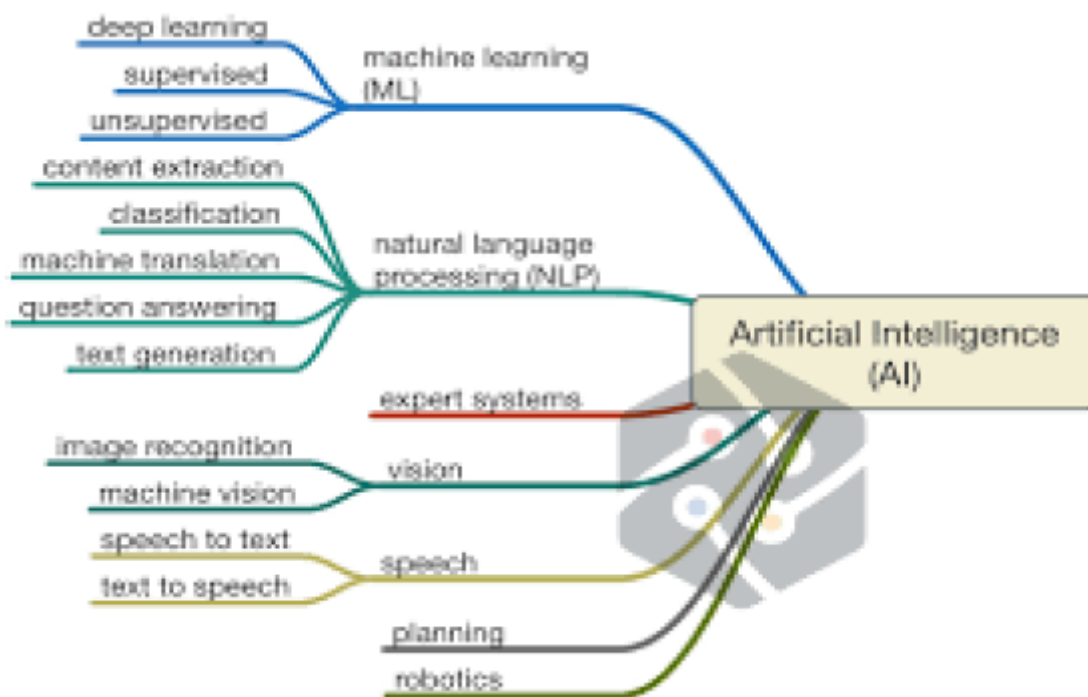 deep learning
supervised
unsupervised
machine learning
(ML)
content extraction
classification
machine translation
question answering
text generation
natural language
processing (NLP)
Artificial Intelligence
(AI)
expert systems
image recognition
machine vision
vision
speech to text
text to speech
speech
planning
robotics